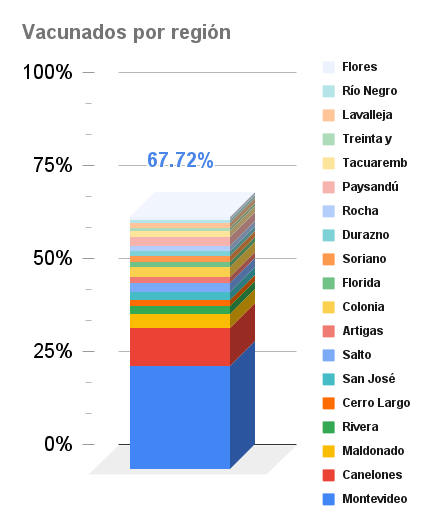 Vacunados por región
100%
75%
50%
25%
0%
67.72%
Flores
Río Negro
Lavalleja
Treinta y
Tacuaremb
Paysandú
Rocha
Durazno
Soriano
Florida
Colonia
Artigas
Salto
San José
Cerro Largo
Rivera
Maldonado
Canelones
Montevideo